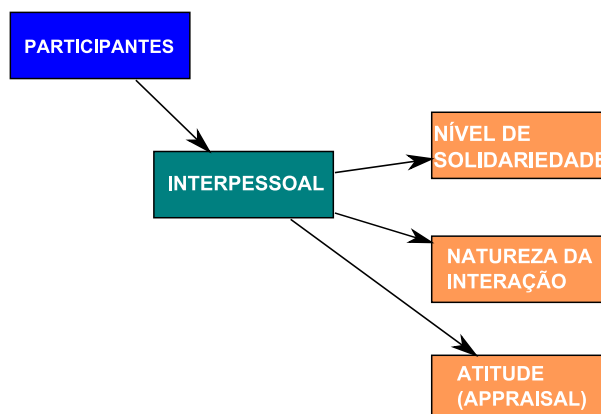 PARTICIPANTES
INTERPESSOAL
NÍVEL DE
SOLIDARIEDADE
NATUREZA DA
INTERAÇÃO
ATITUDE
(APPRAISAL)